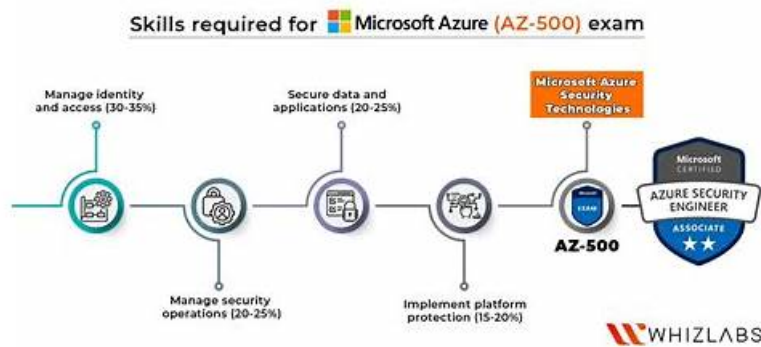 Skills required for Microsoft Azure (AZ-500) exam
Manage identity
and access (30-35%)
Secure data and
applications (20-25%)
Microsoft Azure
Security
Technologies
Manage security
operations (20-25%)
Implement platform
protection (15-20%)
Microsoft
EXAM
AZ-500
Microsoft
CERTIFIED
AZURE SECURITY
ENGINEER
ASSOCIATE
WHIZLABS